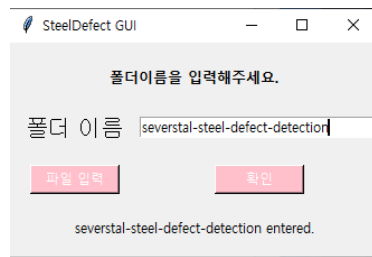 SteelDefect GUI
폴더이름을 입력해주세요.
폴더 이름 severstal-steel-defect-detection
파일 입력 확인
severstal-steel-defect-detection entered.